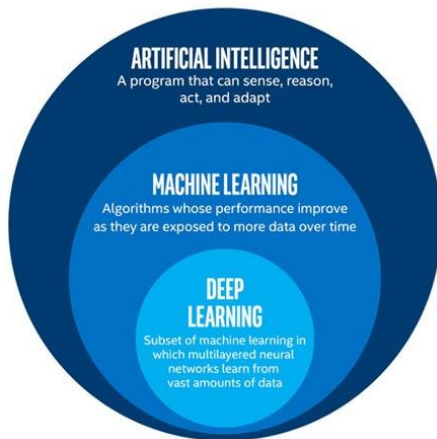 ARTIFICIAL INTELLIGENCE
A program that can sense, reason,
act, and adapt
MACHINE LEARNING
Algorithms whose performance improve
as they are exposed to more data over time
DEEP
LEARNING
Subset of machine learning in
which multilayered neural
networks learn from
vast amounts of data